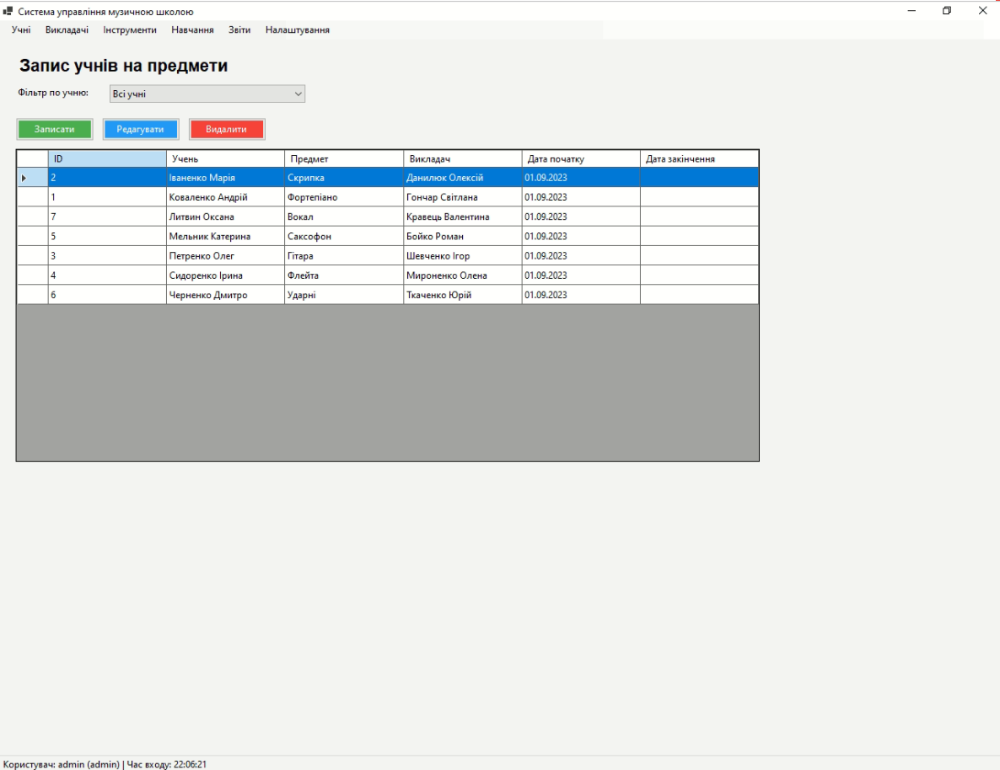 Система управління музичною школою
Учні Викладачі Інструменти Навчання Звіти Налаштування
Запис учнів на предмети
Фільтр по учню: Всі учні
Записати Редагувати Видалити
ID Учень Предмет Викладач Дата початку Дата закінчення
2 Іваненко Марія Скрипка Данилюк Олексій 01.09.2023
1 Коваленко Андрій Фортепіано Гончар Світлана 01.09.2023
7 Литвин Оксана Вокал Кравець Валентина 01.09.2023
5 Мельник Катерина Саксофон Бойко Роман 01.09.2023
3 Петренко Олег Гітара Шевченко Ігор 01.09.2023
4 Сидоренко Ірина Флейта Мироненко Олена 01.09.2023
6 Черненко Дмитро Ударні Ткаченко Юрій 01.09.2023
Користувач: admin (admin) | Час входу: 22:06:21